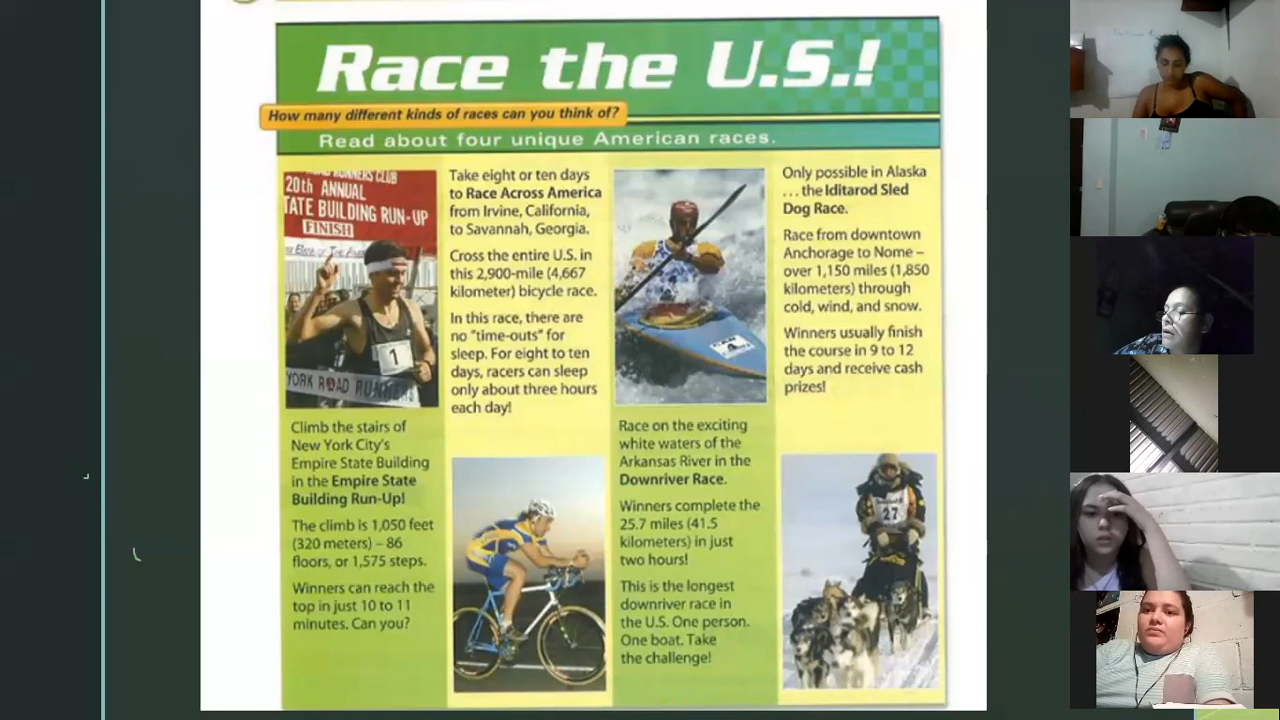 Race the U.S.!
How many different kinds of races can you think of?
Read about four unique American races.
20th ANNUAL
TATE BUILDING RUN-UP
FINISH
1
YORK ROAD RUNNERS
Climb the stairs of
New York City's
Empire State Building
in the Empire State
Building Run-Up!
The climb is 1,050 feet
(320 meters) – 86
floors, or 1,575 steps.
Winners can reach the
top in just 10 to 11
minutes. Can you?
Take eight or ten days
to Race Across America
from Irvine, California,
to Savannah, Georgia.
Cross the entire U.S. in
this 2,900-mile (4,667
kilometer) bicycle race.
In this race, there are
no "time-outs" for
sleep. For eight to ten
days, racers can sleep
only about three hours
each day!
Race on the exciting
white waters of the
Arkansas River in the
Downriver Race.
Winners complete the
25.7 miles (41.5
kilometers) in just
two hours!
This is the longest
downriver race in
the U.S. One person.
One boat. Take
the challenge!
Only possible in Alaska
. . . the Iditarod Sled
Dog Race.
Race from downtown
Anchorage to Nome –
over 1,150 miles (1,850
kilometers) through
cold, wind, and snow.
Winners usually finish
the course in 9 to 12
days and receive cash
prizes!
27